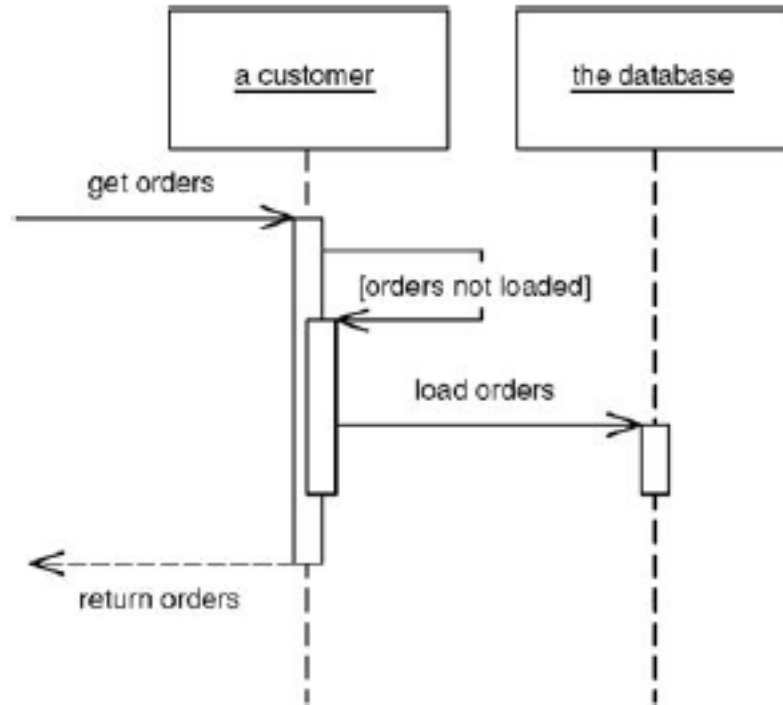 a customer
the database
get orders
[orders not loaded]
load orders
return orders